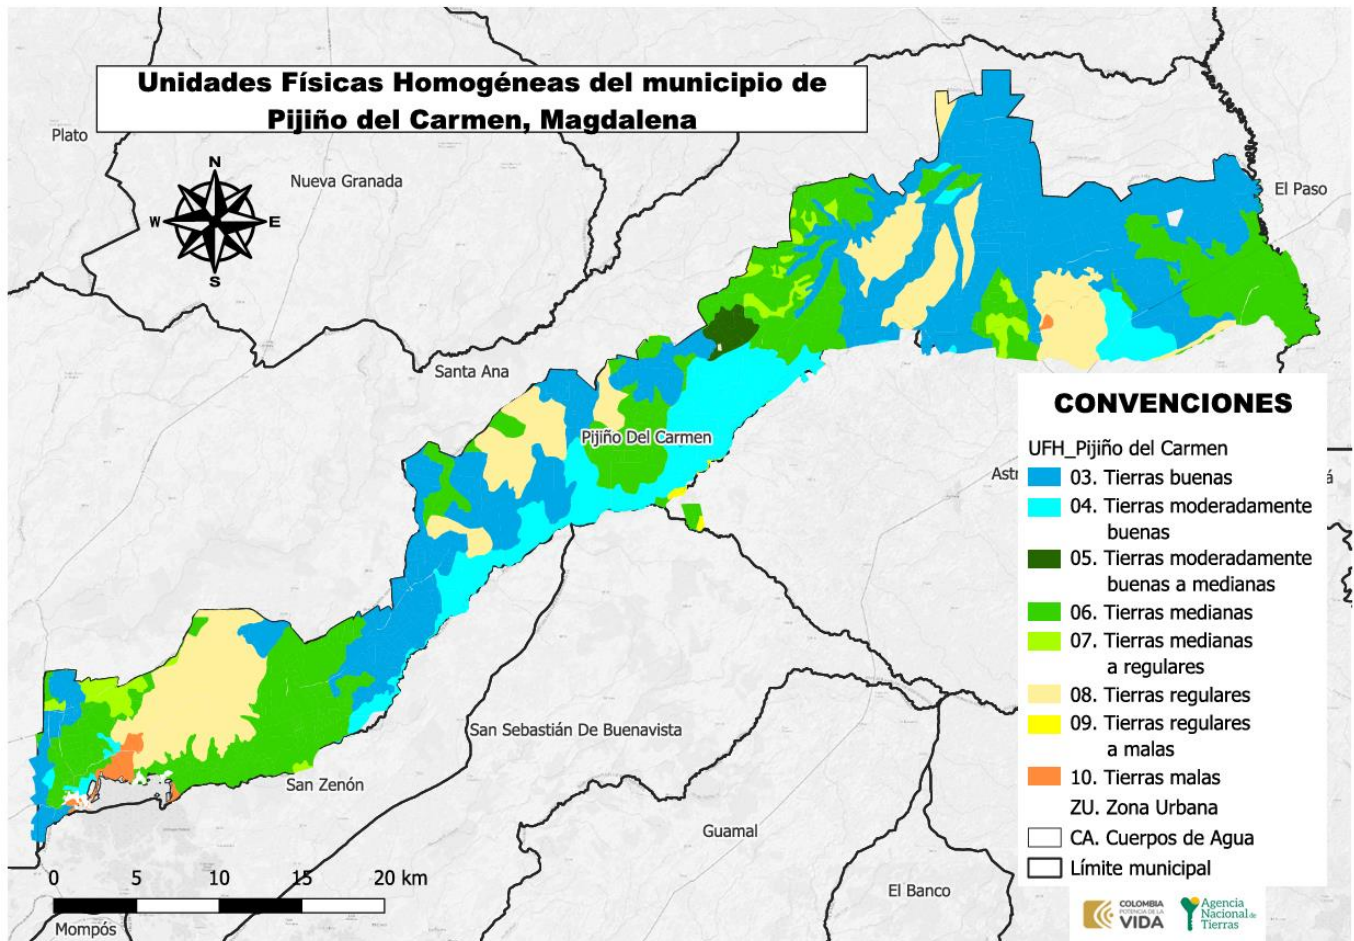 Unidades Físicas Homogéneas del municipio de
Pijiño del Carmen, Magdalena
Plato
Nueva Granada
N
W
E
S
El Paso
Santa Ana
Pijiño Del Carmen
Astr
á
San Sebastián De Buenavista
San Zenón
Guamal
El Banco
Mompós
0 5 10 15 20 km
CONVENCIONES
UFH_Pijiño del Carmen
03. Tierras buenas
04. Tierras moderadamente
buenas
05. Tierras moderadamente
buenas a medianas
06. Tierras medianas
07. Tierras medianas
a regulares
08. Tierras regulares
09. Tierras regulares
a malas
10. Tierras malas
ZU. Zona Urbana
CA. Cuerpos de Agua
Límite municipal
COLOMBIA
POTENCIA DE LA
VIDA
Agencia
Nacional de
Tierras